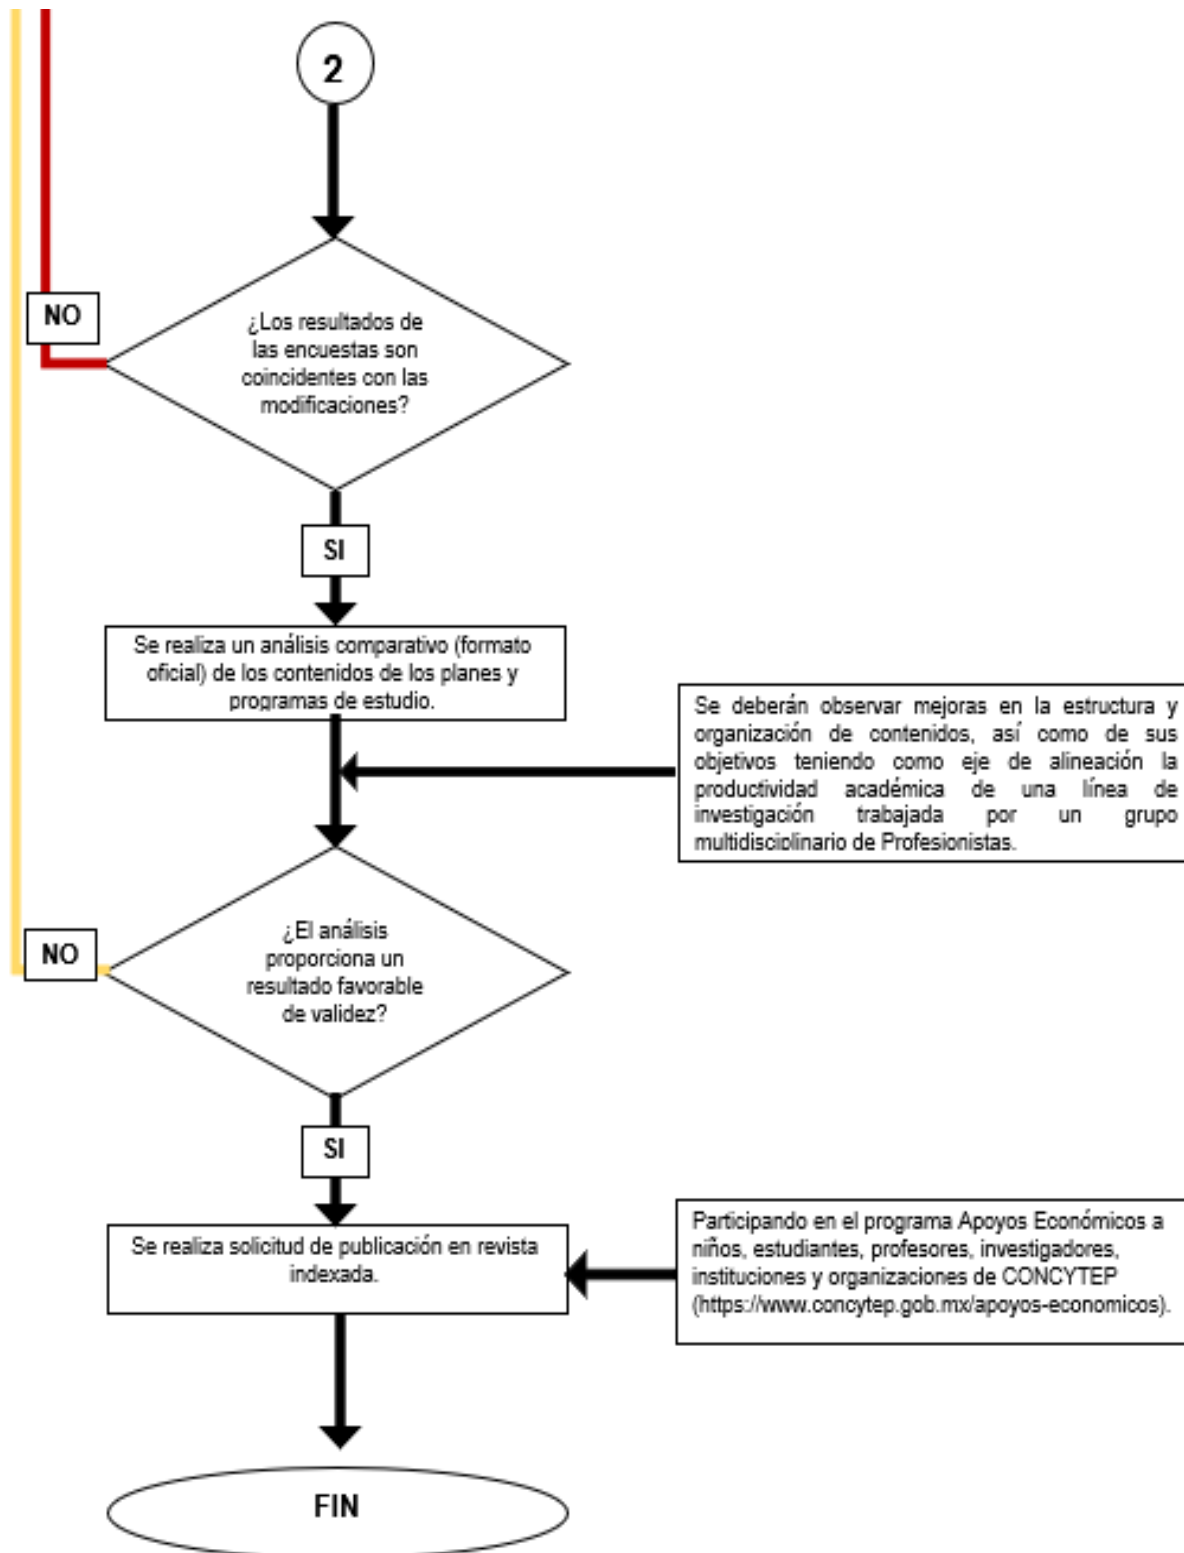 2
NO
¿Los resultados de
las encuestas son
coincidentes con las
modificaciones?
SI
Se realiza un análisis comparativo (formato
oficial) de los contenidos de los planes y
programas de estudio.
Se deberán observar mejoras en la estructura y
organización de contenidos, así como de sus
objetivos teniendo como eje de alineación la
productividad académica de una línea de
investigación trabajada por un grupo
multidisciplinario de Profesionistas.
NO
¿El análisis
proporciona un
resultado favorable
de validez?
SI
Se realiza solicitud de publicación en revista
indexada.
Participando en el programa Apoyos Económicos a
niños, estudiantes, profesores, investigadores,
instituciones y organizaciones de CONCYTEP
(https://www.concytep.gob.mx/apoyos-economicos).
FIN